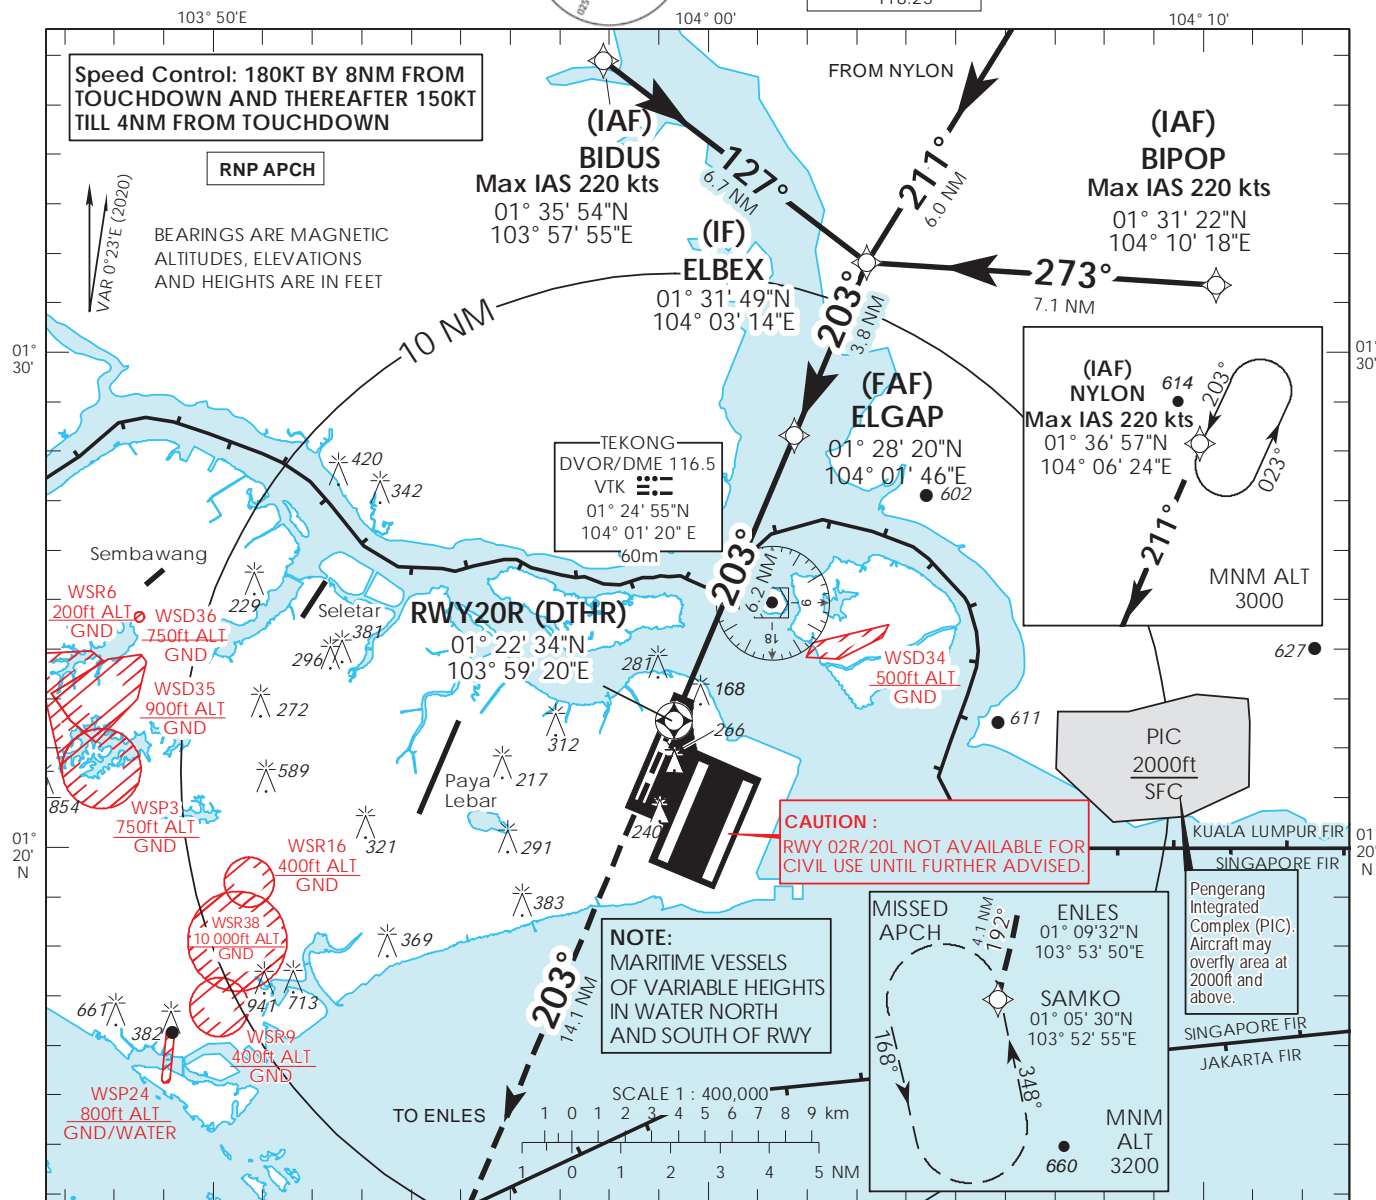 103° 50'E
104° 00'
104° 10'
025
118.25
Speed Control: 180KT BY 8NM FROM
TOUCHDOWN AND THEREAFTER 150KT
TILL 4NM FROM TOUCHDOWN
RNP APCH
VAR 0°23'E (2020)
BEARINGS ARE MAGNETIC
ALTITUDES, ELEVATIONS
AND HEIGHTS ARE IN FEET
FROM NYLON
(IAF)
BIDUS
Max IAS 220 kts
01° 35' 54"N
103° 57' 55"E
127°
6.7 NM
211°
6.0 NM
(IAF)
BIPOP
Max IAS 220 kts
01° 31' 22"N
104° 10' 18"E
273°
7.1 NM
(IF)
ELBEX
01° 31' 49"N
104° 03' 14"E
203°
3.8 NM
10 NM
01°
30'
01°
30'
(FAF)
ELGAP
01° 28' 20"N
104° 01' 46"E
602
(IAF)
NYLON
Max IAS 220 kts
01° 36' 57"N
104° 06' 24"E
614
203°
023°
211°
MNM ALT
3000
TEKONG
DVOR/DME 116.5
VTK
01° 24' 55"N
104° 01' 20" E
60m
203°
6.2 NM
9
18
420
342
Sembawang
229
Seletar
381
296
WSR6
200ft ALT
GND
WSD36
750ft ALT
GND
WSD35
900ft ALT
GND
RWY20R (DTHR)
01° 22' 34"N
103° 59' 20"E
281
168
266
WSD34
500ft ALT
GND
627
611
272
312
589
217
Paya
Lebar
854
WSP3
750ft ALT
GND
321
291
240
PIC
2000ft
SFC
CAUTION :
RWY 02R/20L NOT AVAILABLE FOR
CIVIL USE UNTIL FURTHER ADVISED.
KUALA LUMPUR FIR
SINGAPORE FIR
01°
20'
N
01°
20'
N
WSR16
400ft ALT
GND
383
WSR38
10 000ft ALT
GND
369
941
713
661
382
WSR9
400ft ALT
GND
WSP24
800ft ALT
GND/WATER
203°
14.1 NM
NOTE:
MARITIME VESSELS
OF VARIABLE HEIGHTS
IN WATER NORTH
AND SOUTH OF RWY
MISSED
APCH
4.1 NM
192°
ENLES
01° 09'32"N
103° 53' 50"E
SAMKO
01° 05' 30"N
103° 52' 55"E
168°
348°
MNM
ALT
3200
660
Pengerang
Integrated
Complex (PIC).
Aircraft may
overfly area at
2000ft and
above.
SINGAPORE FIR
JAKARTA FIR
TO ENLES
SCALE 1 : 400,000
1 0 1 2 3 4 5 6 7 8 9 km
1 0 1 2 3 4 5 NM